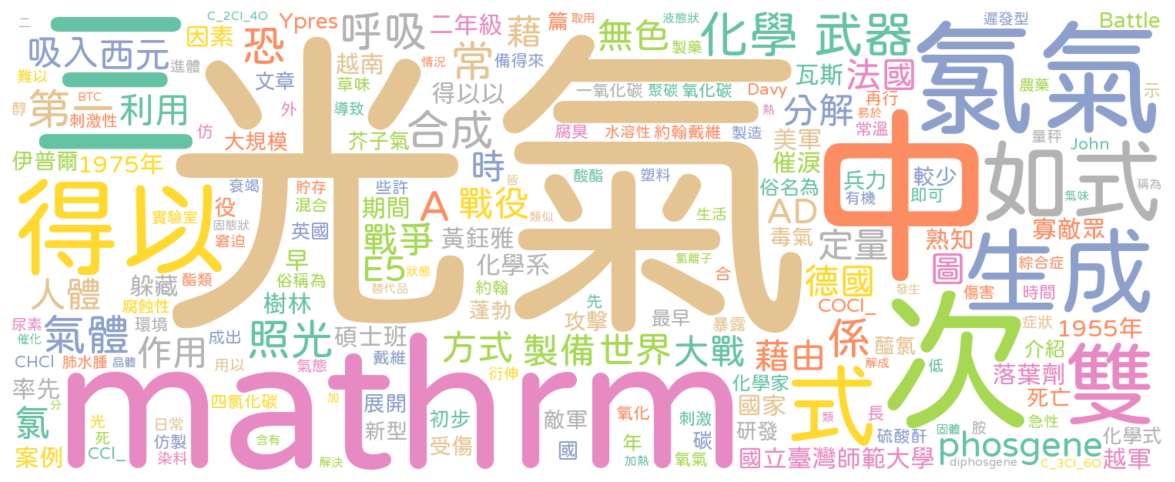 二 C_2Cl_4O Ypres 呼吸 二年級 藉 篇 取用 無色 液態狀 製藥 化學 武器 遲發型 Battle
吸入 西元 因素 恐 越南 常 備得來 瓦斯 法國 氯氣
三 進體 文章 情況 草味 得以以 一氧化碳 聚碳 氧化碳 Davy 熱 分解 再行 易於 農藥 示
難以 醇 第一 BTC 刺激性 利用 外 導致 仿 大規模 芥子氣 合成 腐臭 水溶性 約翰戴維 製造 美軍 常溫 量秤 John
伊普爾 1975年 光氣 時 催淚 中 如式
得以 衰竭 貯存 些許 酸酯 塑料 俗名為 兵力 較少 氣味 稱為
實驗室 役 混合 期間 A 戰役 皆 類似 生活 AD 有機 即可 寡敵眾
固態狀 窘迫 英國 戰爭 黃鈺雅 氯離子 毒氣 定量 熟知 生成
人體 躲藏 酯類 早 俗稱為 E5 狀態 化學系 合 德國 圖 綜合症
腐蝕性 樹林 約翰 替代品 蓬勃 先 攻擊 最早 暴露 發生 COCl_ 傷害 時間
尿素 催化 氣體 環境 照光 碩士班 方式 製備 世界 大戰 藉由 係 醯氯 次 症狀 1955年
CHCl 肺水腫 晶體 成出 作用 戴維 氣態 衍伸 解成 低 介紹 雙
率先 用以 mathrm 化學家 式 落葉劑 死亡
氯 分 光 日常 四氯化碳 加 展開 初步 敵軍 氧化 刺激 國家 類 長 急性
案例 死 仿製 含有 新型 受傷 年 碳 研發 硫酸酐 固體 胺 化學式
CCl_ 染料 解決 國 加熱 氧氣 國立臺灣師範大學 phosgene diphosgene C_3Cl_6O 越軍